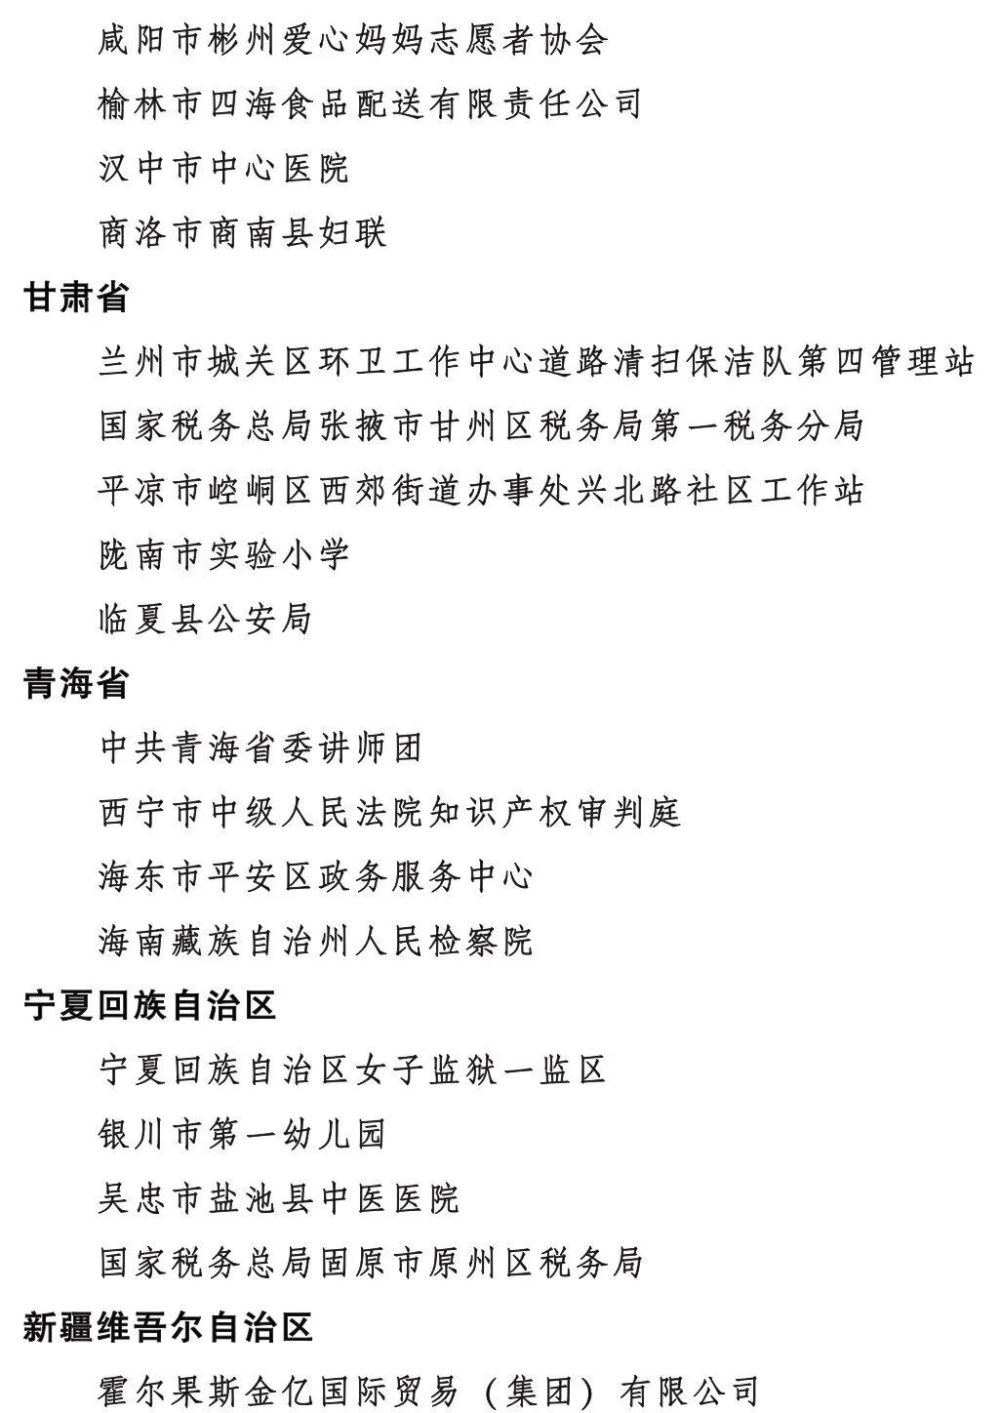 咸阳市彬州爱心妈妈志愿者协会
榆林市四海食品配送有限责任公司
汉中市中心医院
商洛市商南县妇联
甘肃省
兰州市城关区环卫工作中心道路清扫保洁队第四管理站
国家税务总局张掖市甘州区税务局第一税务分局
平凉市崆峒区西郊街道办事处兴北路社区工作站
陇南市实验小学
临夏县公安局
青海省
中共青海省委讲师团
西宁市中级人民法院知识产权审判庭
海东市平安区政务服务中心
海南藏族自治州人民检察院
宁夏回族自治区
宁夏回族自治区女子监狱一监区
银川市第一幼儿园
吴忠市盐池县中医医院
国家税务总局固原市原州区税务局
新疆维吾尔自治区
霍尔果斯金亿国际贸易（集团）有限公司